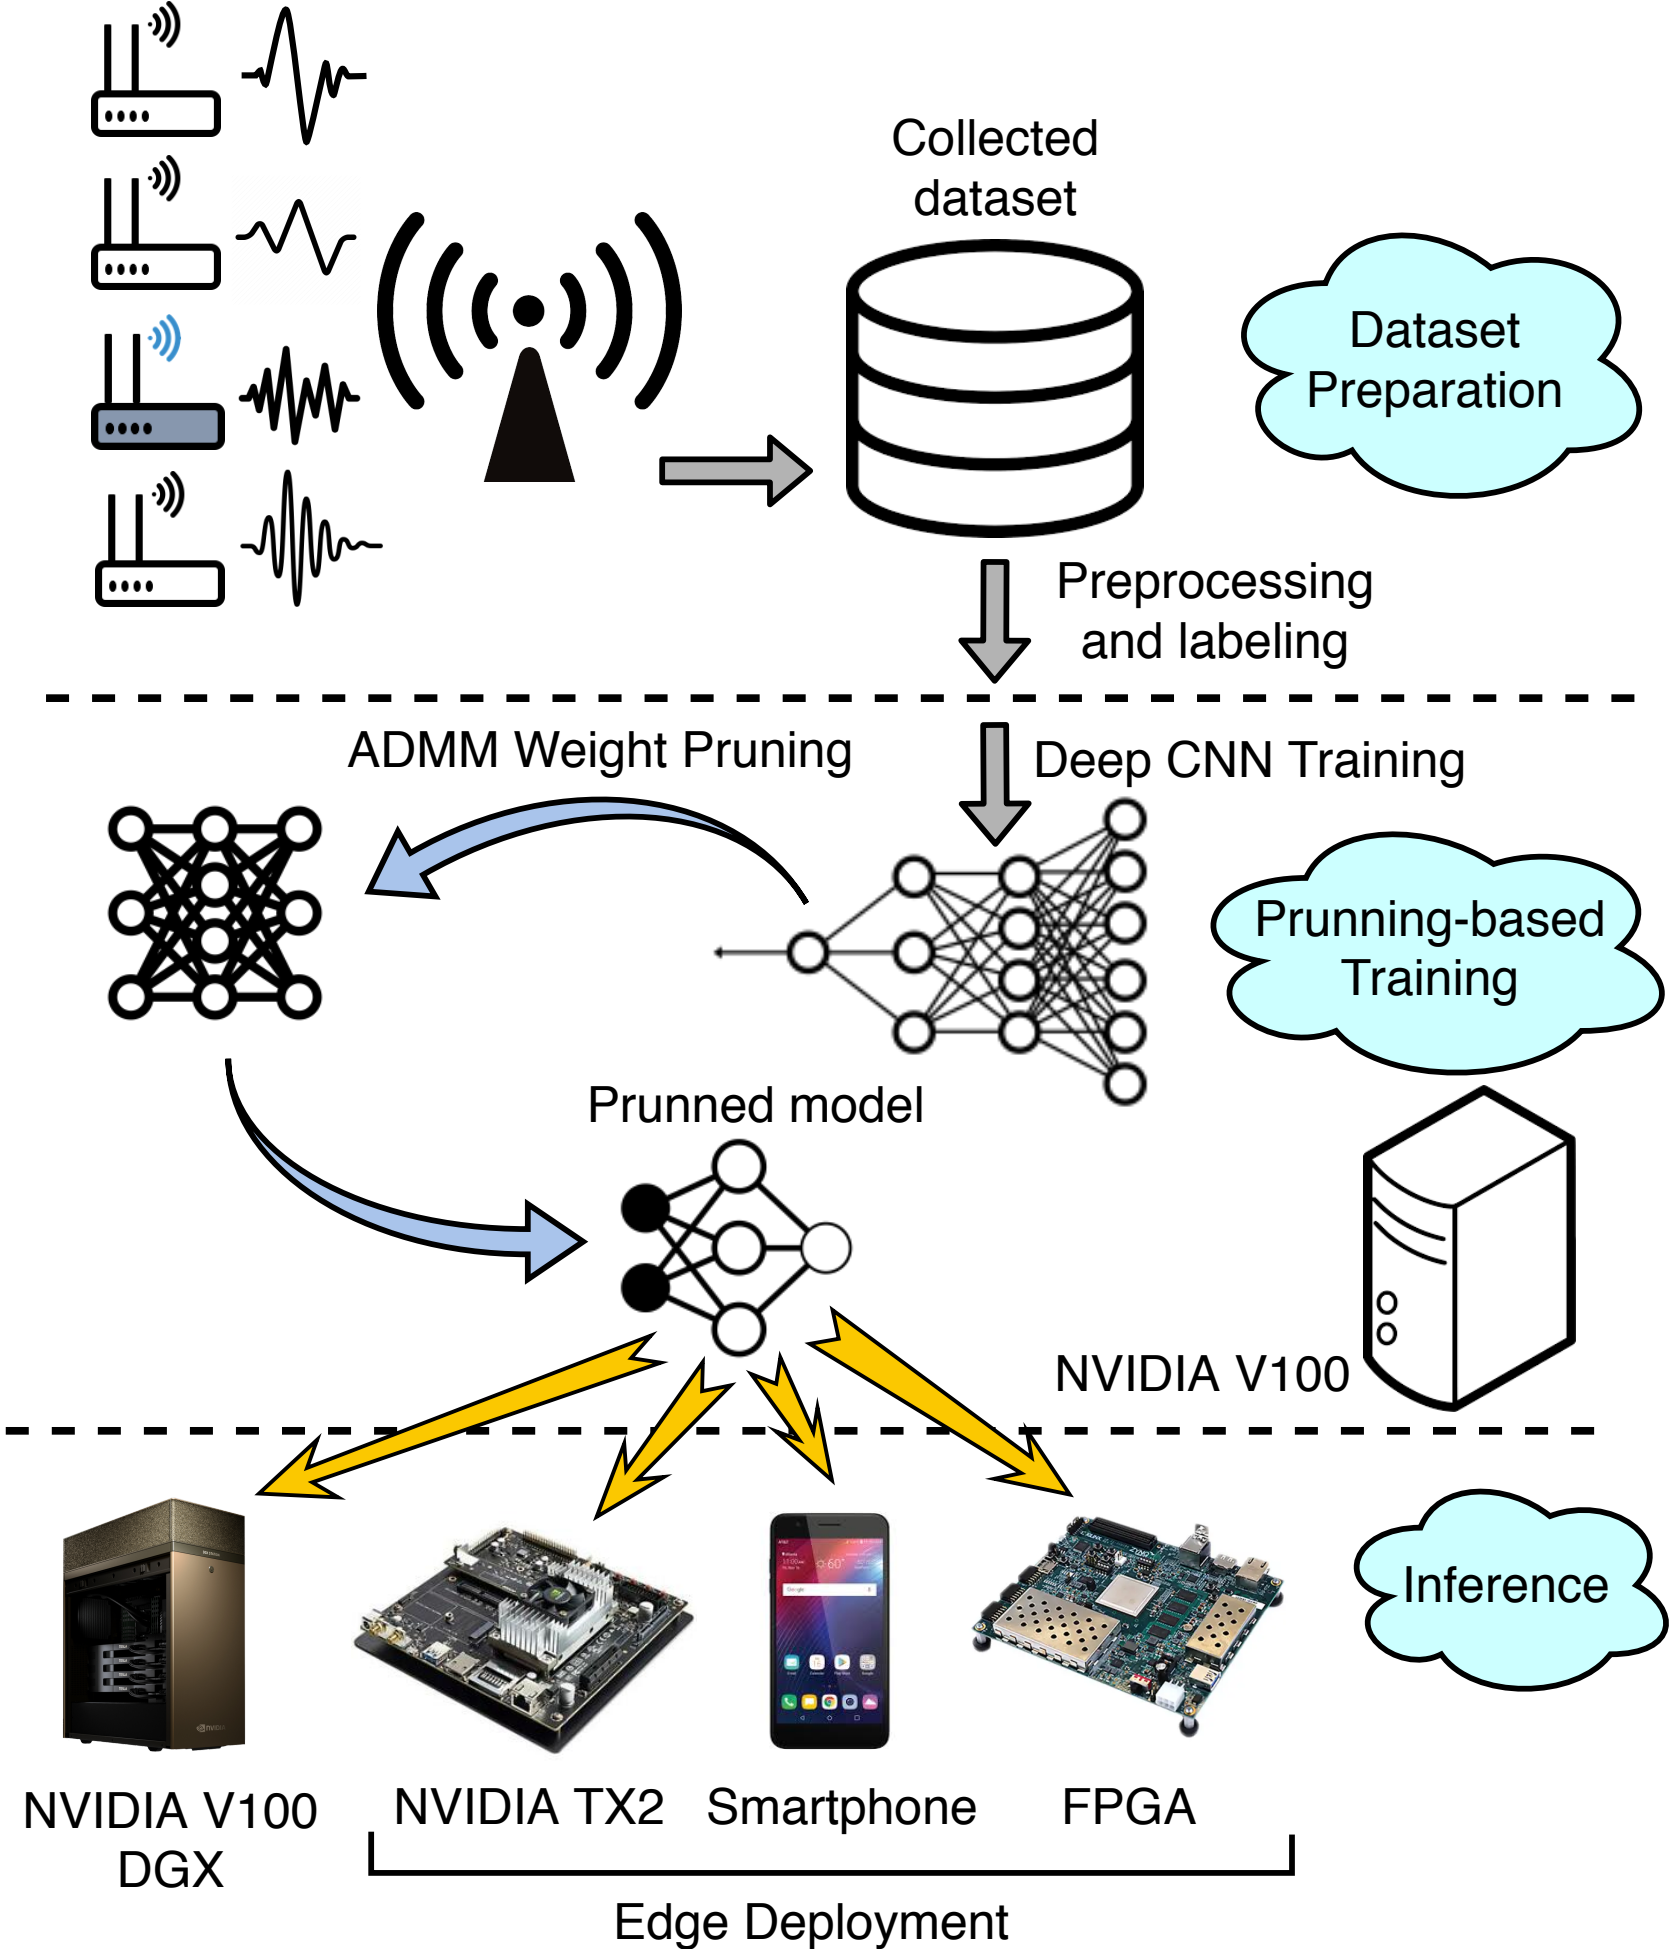 Collected
dataset
Dataset
Preparation
Preprocessing
and labeling
ADMM Weight Pruning
Deep CNN Training
Prunning-based
Training
Prunned model
NVIDIA V100
Inference
NVIDIA V100
DGX
NVIDIA TX2
Smartphone
FPGA
Edge Deployment